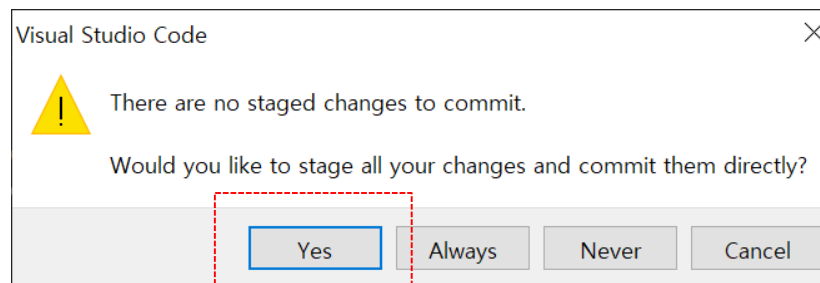 Visual Studio Code
There are no staged changes to commit.
Would you like to stage all your changes and commit them directly?
Yes Always Never Cancel